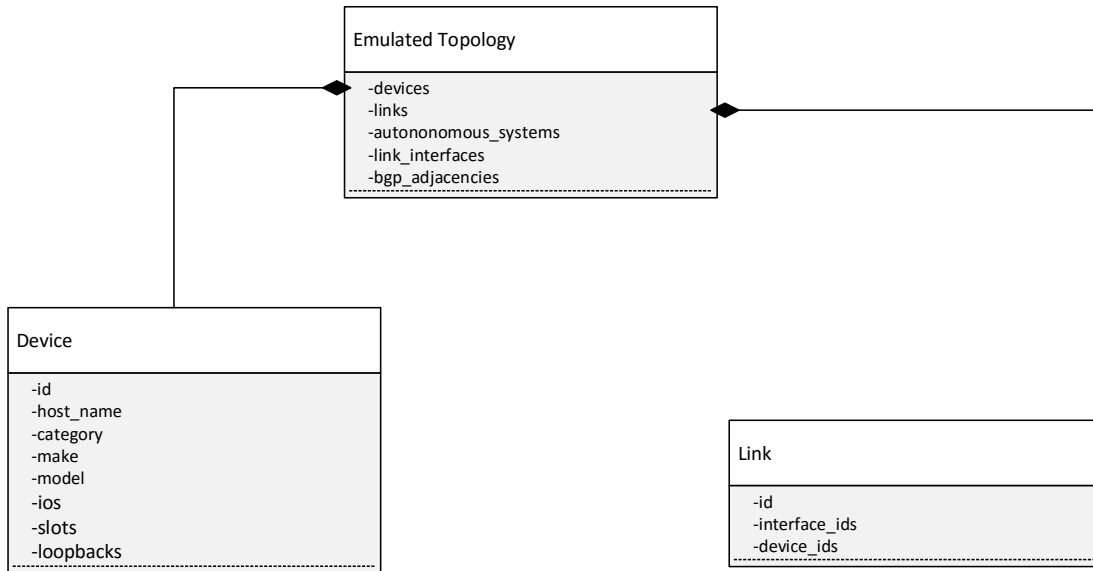 Emulated Topology
-devices
-links
-autononomous_systems
-link_interfaces
-bgp_adjacencies
Device
-id
-host_name
-category
-make
-model
-ios
-slots
-loopbacks
Link
-id
-interface_ids
-device_ids